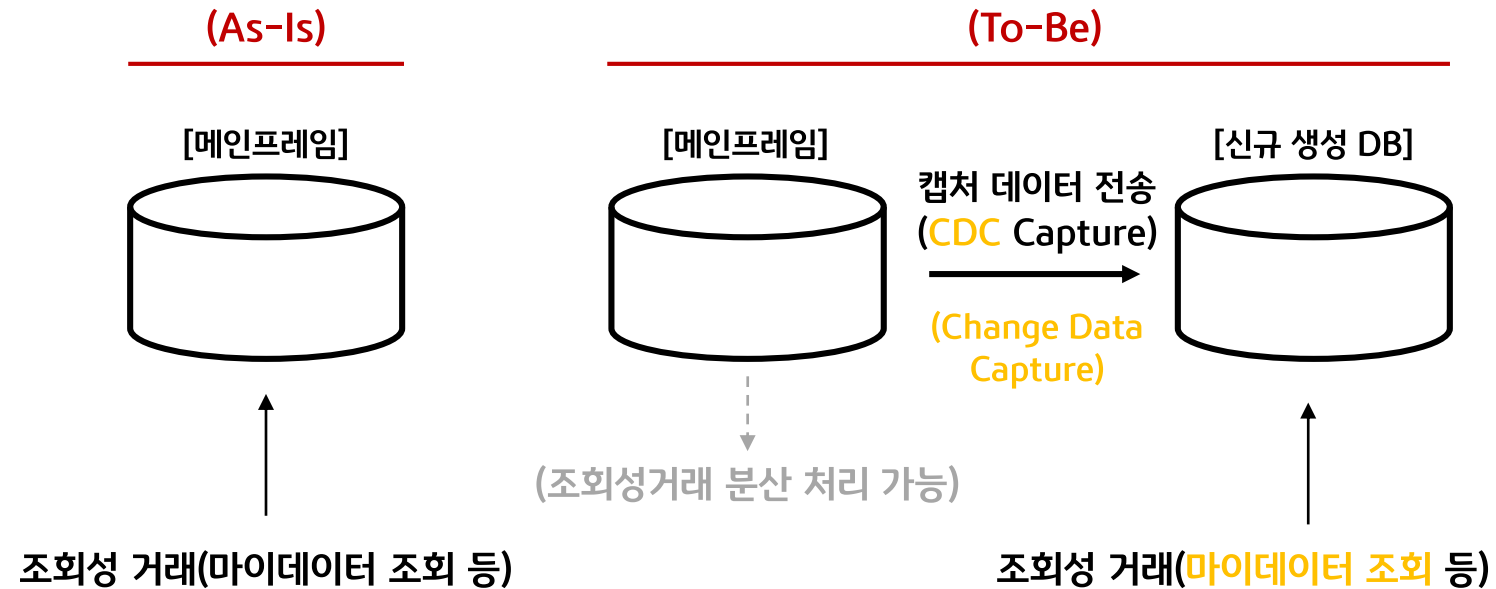 (As-Is)
(To-Be)
[메인프레임]
[메인프레임]
[신규 생성 DB]
캡처 데이터 전송
(CDC Capture)
(Change Data
Capture)
(조회성거래 분산 처리 가능)
조회성 거래(마이데이터 조회 등)
조회성 거래(마이데이터 조회 등)